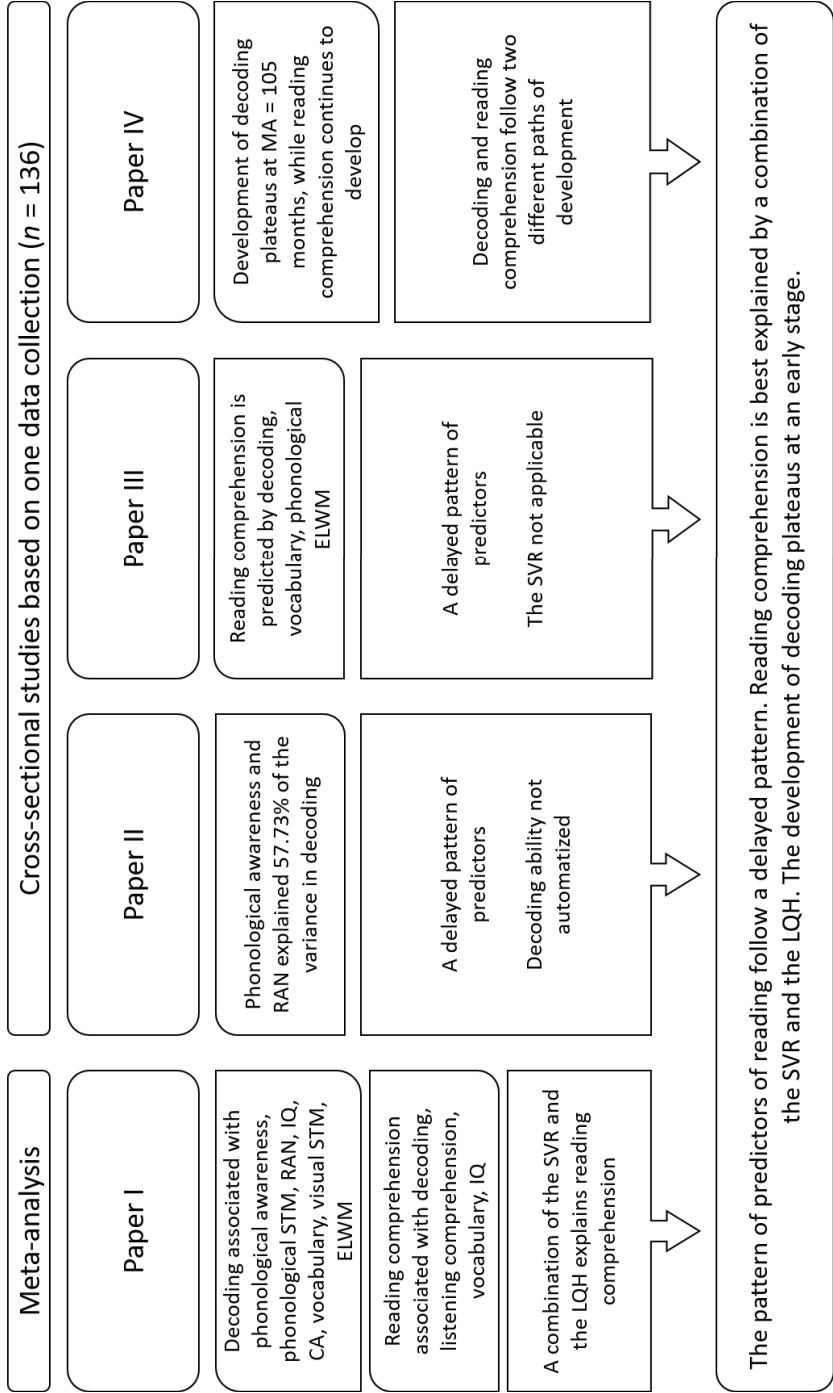 Meta-analysis
Cross-sectional studies based on one data collection (n = 136)
Paper I
Decoding associated with
phonological awareness,
phonological STM, RAN, IQ,
CA, vocabulary, visual STM,
ELWM
Reading comprehension
associated with decoding,
listening comprehension,
vocabulary, IQ
A combination of the SVR and
the LQH explains reading
comprehension
Paper II
Phonological awareness and
RAN explained 57.73% of the
variance in decoding
A delayed pattern of
predictors
Decoding ability not
automatized
Paper III
Reading comprehension is
predicted by decoding,
vocabulary, phonological
ELWM
A delayed pattern of
predictors
The SVR not applicable
Paper IV
Development of decoding
plateaus at MA = 105
months, while reading
comprehension continues to
develop
Decoding and reading
comprehension follow two
different paths of
development
The pattern of predictors of reading follow a delayed pattern. Reading comprehension is best explained by a combination of
the SVR and the LQH. The development of decoding plateaus at an early stage.